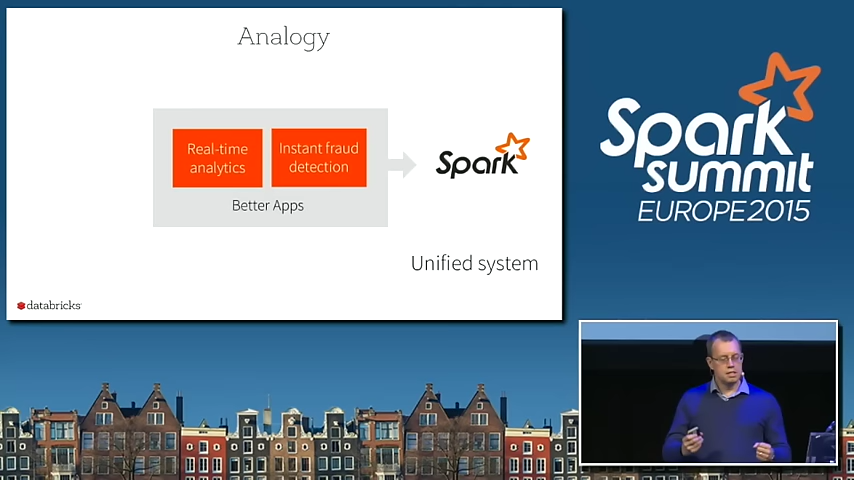 Analogy
Real-time
analytics
Instant fraud
detection
Better Apps
Spark
Unified system
databricks
Spark
summit
EUROPE 2015